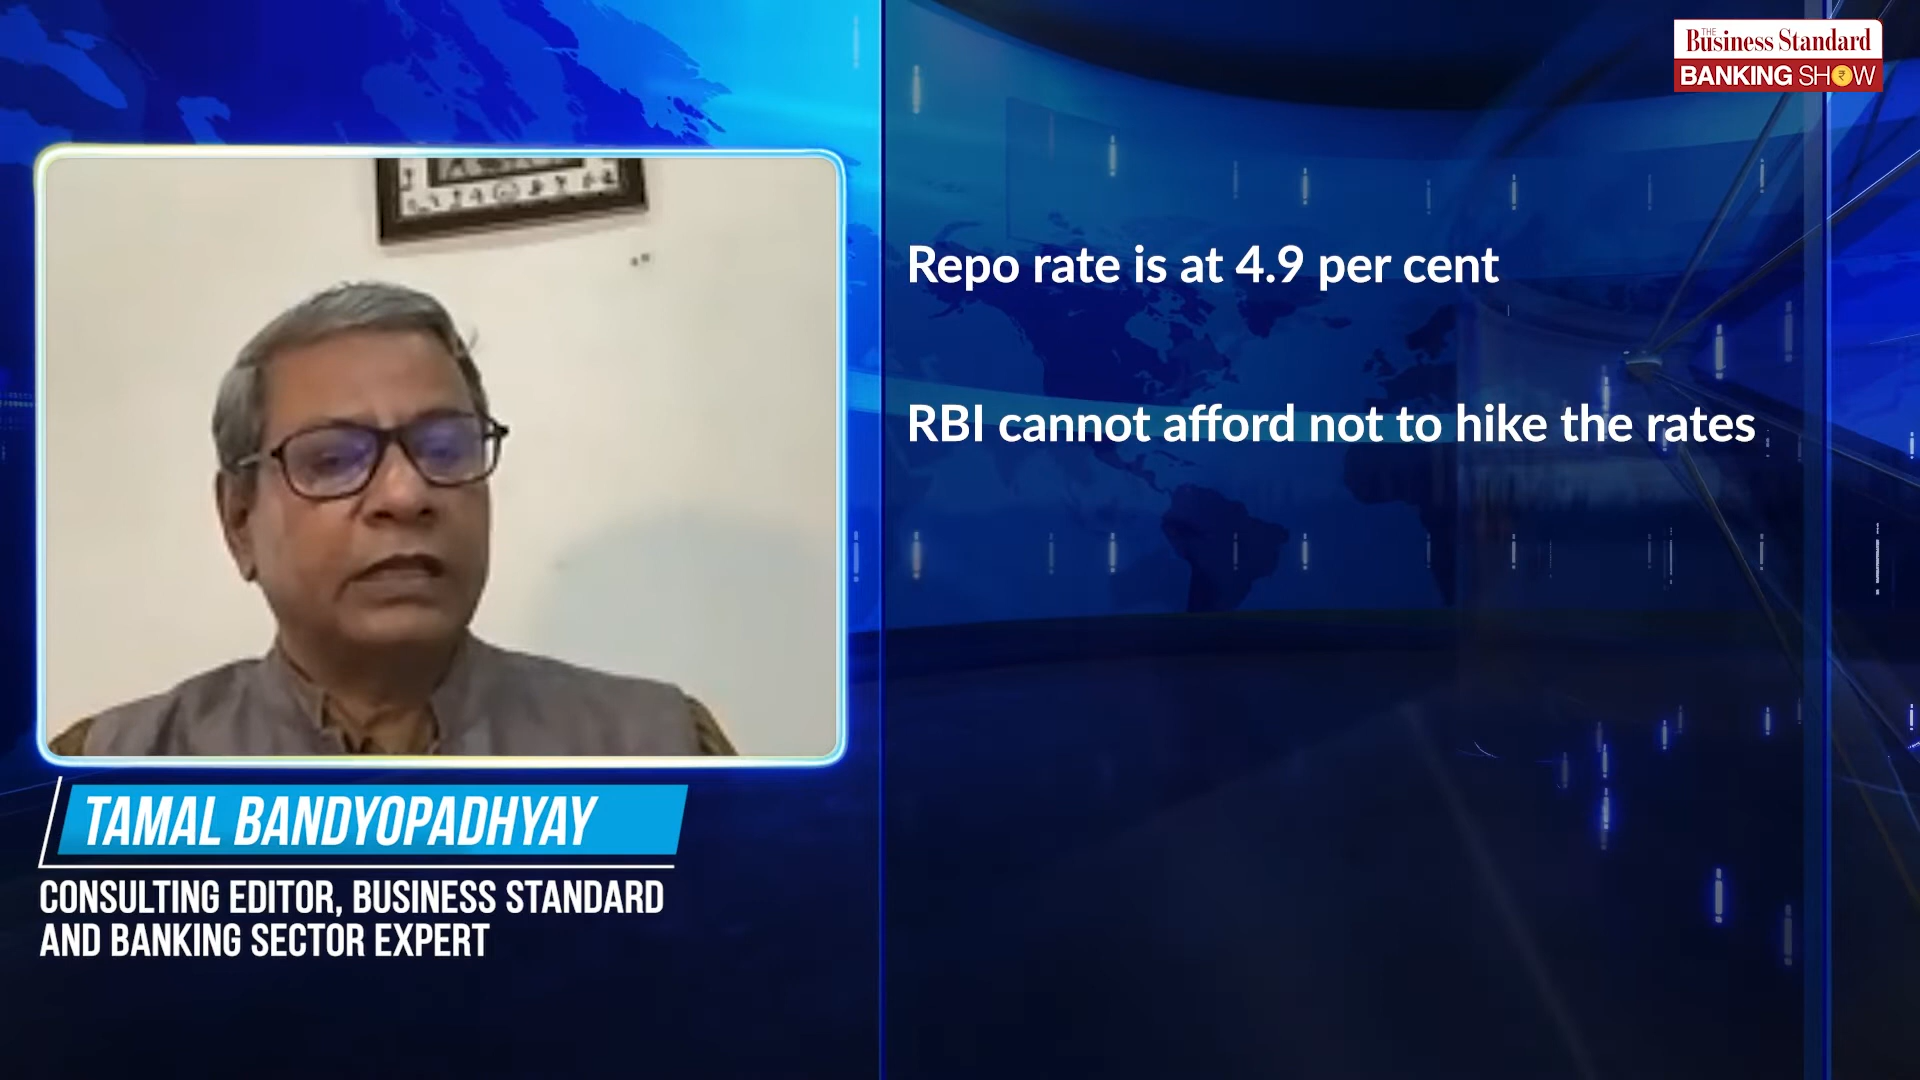 THE
Business Standard
BANKING SHOW
Repo rate is at 4.9 per cent
RBI cannot afford not to hike the rates
TAMAL BANDYOPADHYAY
CONSULTING EDITOR, BUSINESS STANDARD
AND BANKING SECTOR EXPERT